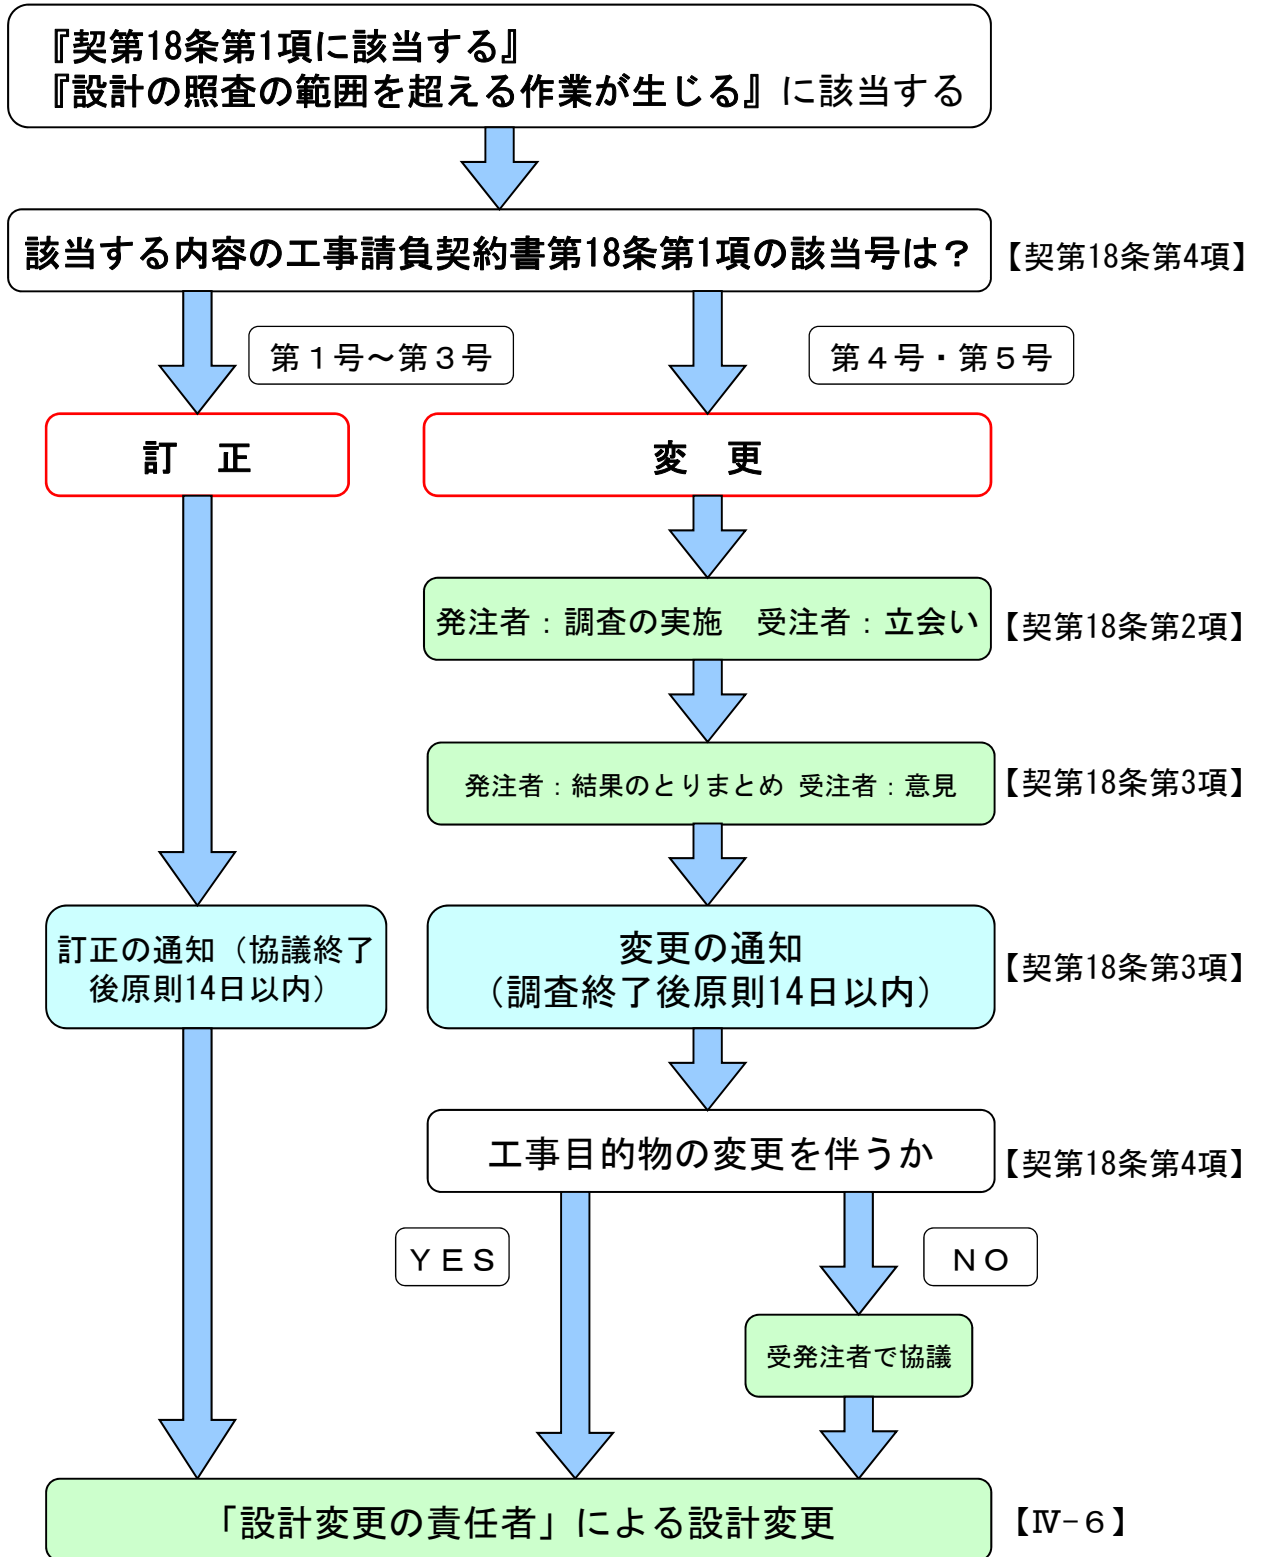 『契第18条第1項に該当する』
『設計の照査の範囲を超える作業が生じる』に該当する
該当する内容の工事請負契約書第18条第1項の該当号は？
【契第18条第4項】
第１号～第３号
第４号・第５号
訂　正
変　更
発注者：調査の実施　受注者：立会い
【契第18条第2項】
発注者：結果のとりまとめ 受注者：意見
【契第18条第3項】
訂正の通知（協議終了
後原則14日以内）
変更の通知
（調査終了後原則14日以内）
【契第18条第3項】
工事目的物の変更を伴うか
【契第18条第4項】
ＹＥＳ
ＮＯ
受発注者で協議
「設計変更の責任者」による設計変更
【Ⅳ-６】